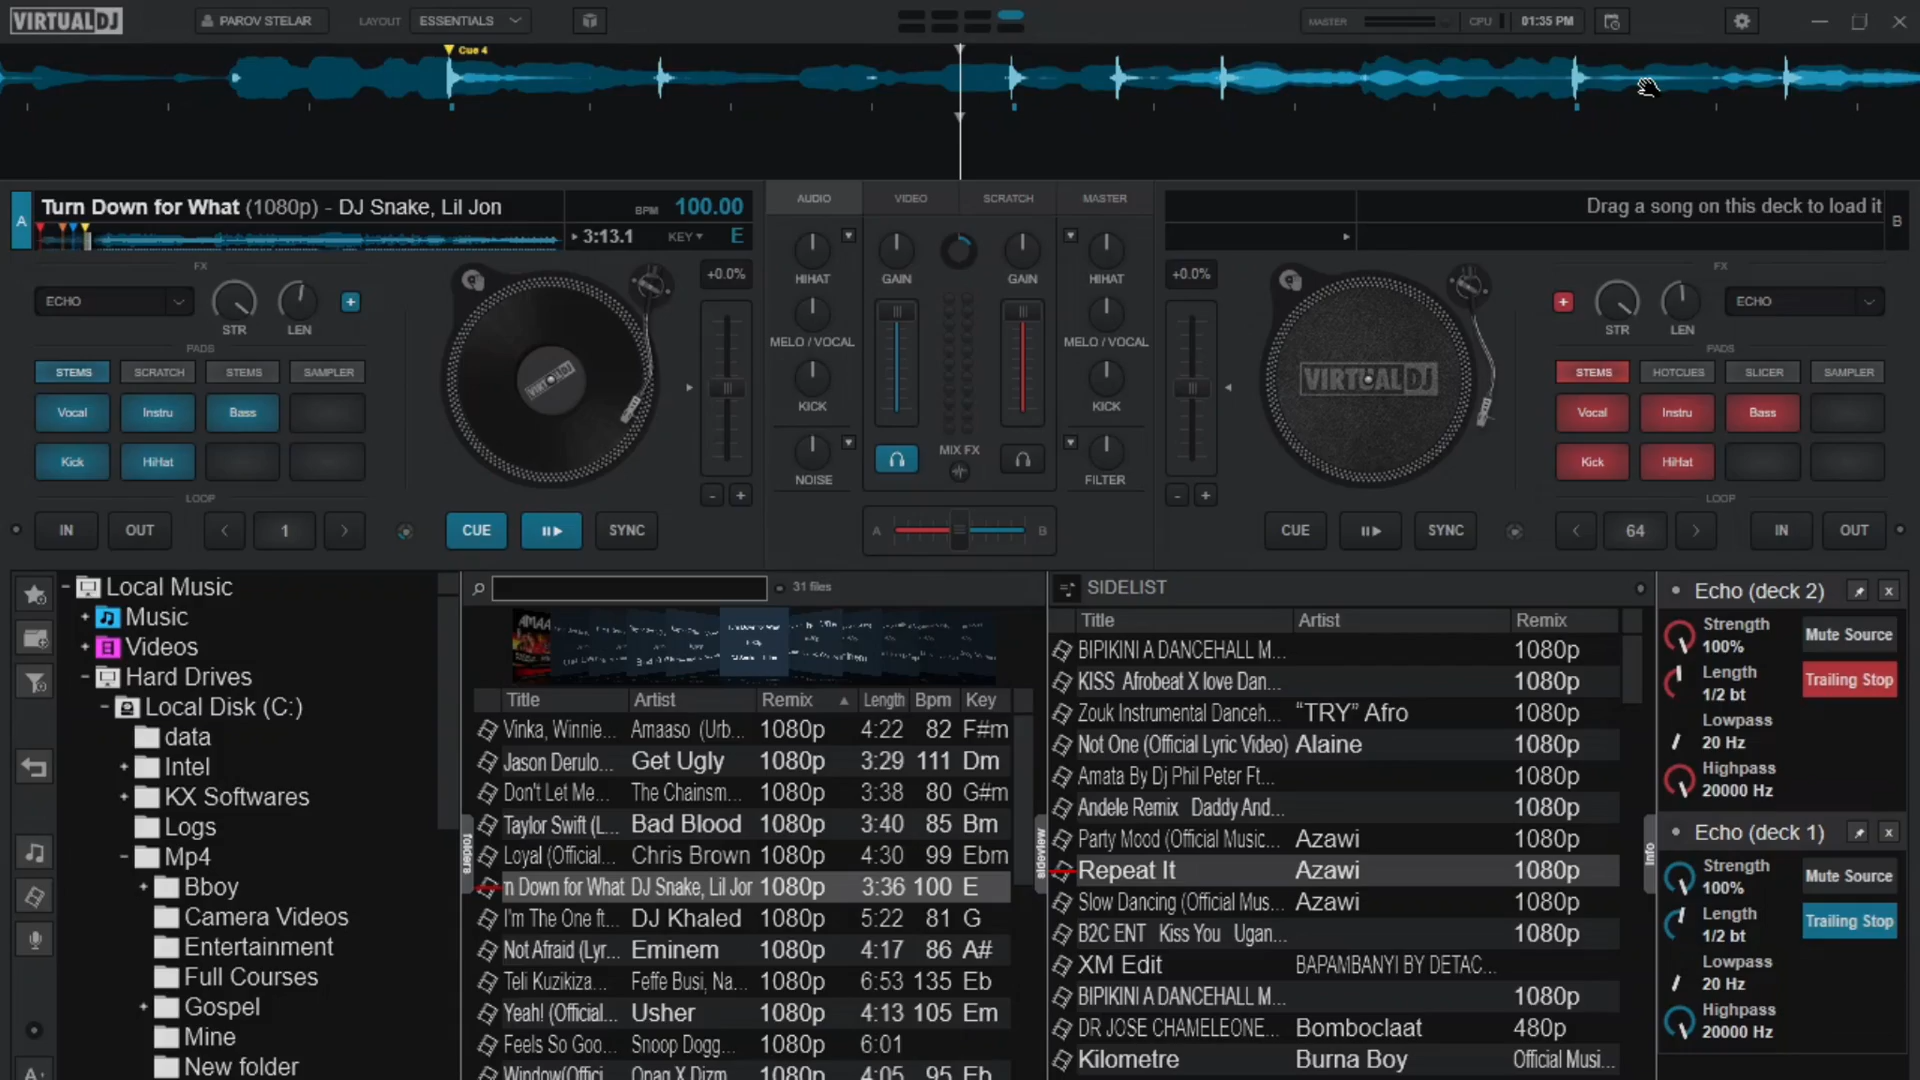 VIRTUALDJ
PAROV STELAR
LAYOUT
ESSENTIALS
MASTER
CPU
01:35 PM
Cue 4
A
Turn Down for What (1080p) - DJ Snake, Lil Jon
BPM 100.00
3:13.1
KEY
E
AUDIO
VIDEO
SCRATCH
MASTER
Drag a song on this deck to load it
B
FX
ECHO
STR
LEN
PADS
STEMS
SCRATCH
STEMS
SAMPLER
Vocal
Instru
Bass
Kick
HiHat
LOOP
IN
OUT
<
1
>
VIRTUALDJ
CUE
SYNC
+0.0%
-
+
HIHAT
GAIN
GAIN
HIHAT
MELO / VOCAL
MELO / VOCAL
KICK
KICK
MIX FX
NOISE
FILTER
A
B
+0.0%
-
+
VIRTUALDJ
CUE
SYNC
FX
+
STR
LEN
ECHO
PADS
STEMS
HOTCUES
SLICER
SAMPLER
Vocal
Instru
Bass
Kick
HiHat
LOOP
<
64
>
IN
OUT
Local Music
Music
Videos
Hard Drives
Local Disk (C:)
data
Intel
KX Softwares
Logs
Mp4
Bboy
Camera Videos
Entertainment
Full Courses
Gospel
Mine
New folder
folders
31 files
Title Artist Remix Length Bpm Key
Vinka, Winnie... Amaaso (Urb... 1080p 4:22 82 F#m
Jason Derulo... Get Ugly 1080p 3:29 111 Dm
Don't Let Me... The Chainsm... 1080p 3:38 80 G#m
Taylor Swift (L... Bad Blood 1080p 3:40 85 Bm
Loyal (Official... Chris Brown 1080p 4:30 99 Ebm
n Down for What DJ Snake, Lil Jor 1080p 3:36 100 E
I'm The One ft... DJ Khaled 1080p 5:22 81 G
Not Afraid (Lyr... Eminem 1080p 4:17 86 A#
Teli Kuzikiza... Feffe Busi, Na... 1080p 6:53 135 Eb
Yeah! (Official... Usher 1080p 4:13 105 Em
Feels So Goo... Snoop Dogg... 1080p 6:01
Window(Offici... Opag X Dizm... 1080p 4:05 95 Eb
sideview
SIDELIST
Title Artist Remix
BIPIKINI A DANCEHALL M... 1080p
KISS Afrobeat X love Dan... 1080p
Zouk Instrumental Danceh... “TRY” Afro 1080p
Not One (Official Lyric Video) Alaine 1080p
Amata By Dj Phil Peter Ft... 1080p
Andele Remix Daddy And... 1080p
Party Mood (Official Music... Azawi 1080p
Repeat It Azawi 1080p
Slow Dancing (Official Mus... Azawi 1080p
B2C ENT Kiss You Ugan... 1080p
XM Edit BAPAMBANYI BY DETAC...
BIPIKINI A DANCEHALL M... 1080p
DR JOSE CHAMELEONE... Bomboclaat 480p
Kilometre Burna Boy Official Musi...
Info
Echo (deck 2)
Strength
100%
Mute Source
Length
1/2 bt
Trailing Stop
Lowpass
20 Hz
Highpass
20000 Hz
Echo (deck 1)
Strength
100%
Mute Source
Length
1/2 bt
Trailing Stop
Lowpass
20 Hz
Highpass
20000 Hz